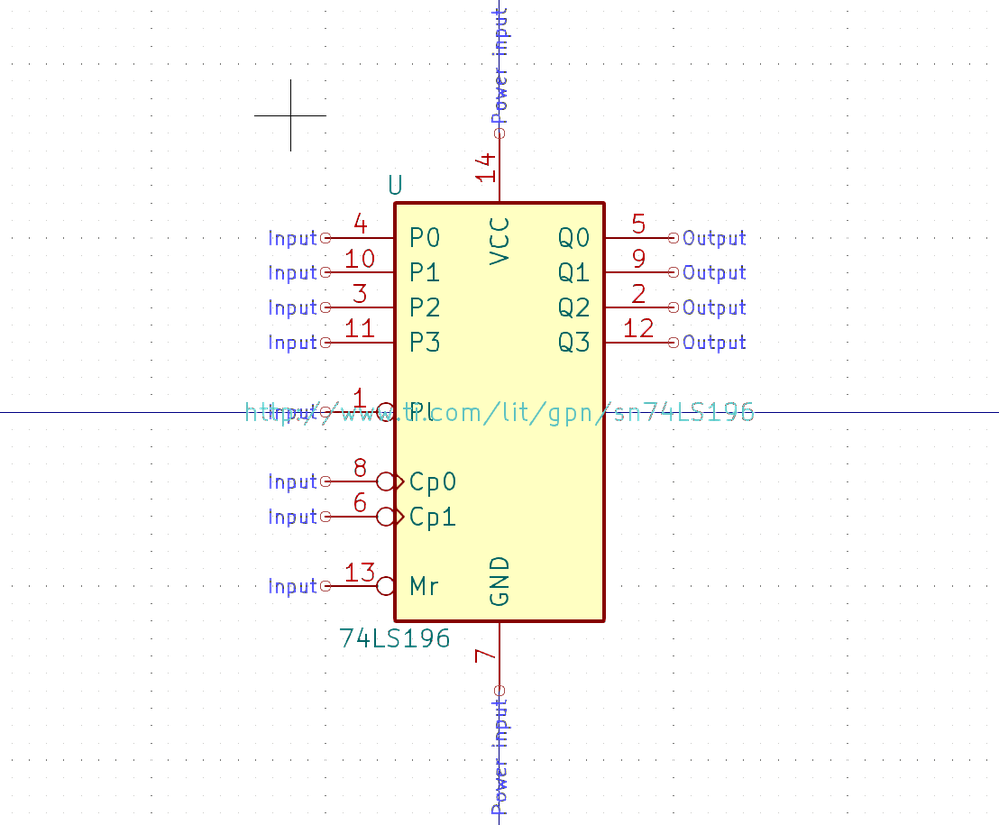 Power input
14
U
VCC
Input 4 P0 Q0 5 Output
Input 10 P1 Q1 9 Output
Input 3 P2 Q2 2 Output
Input 11 P3 Q3 12 Output
Input 1 Pl
http://www.ti.com/lit/gpn/sn74LS196
Input 8 Cp0
Input 6 Cp1
Input 13 Mr
GND
74LS196
7
Power input